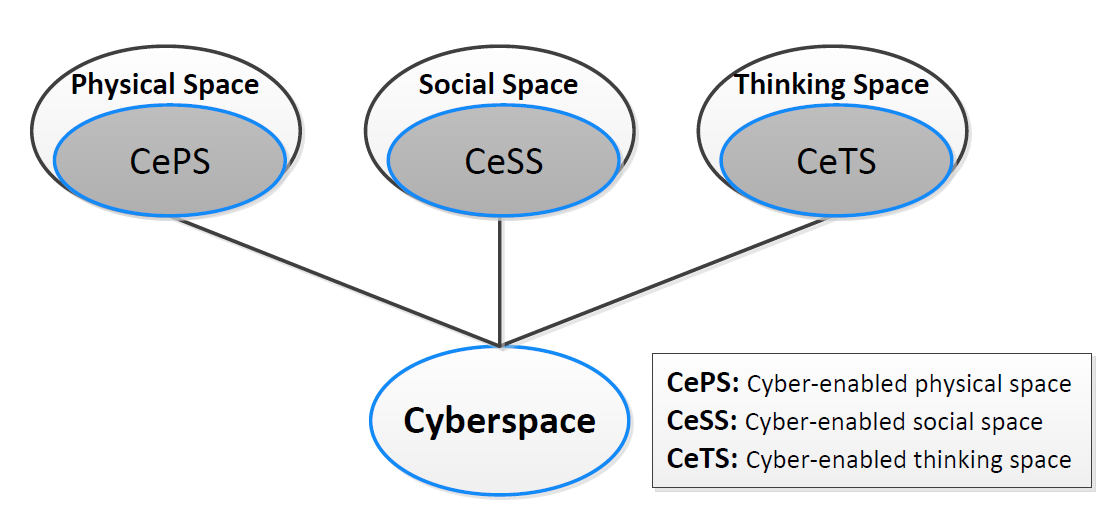 Physical Space
Social Space
Thinking Space
CePS
CeSS
CeTS
Cyberspace
CePS: Cyber-enabled physical space
CeSS: Cyber-enabled social space
CeTS: Cyber-enabled thinking space